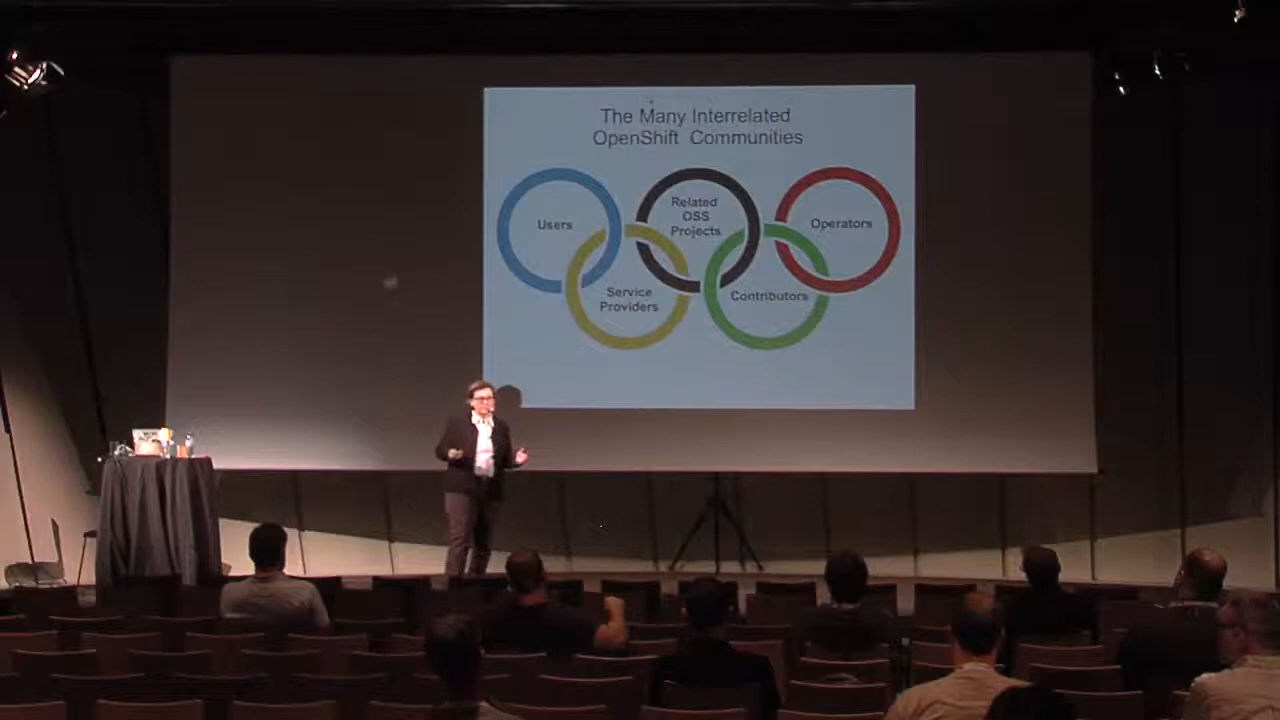 The Many Interrelated
OpenShift Communities
Users
Related
OSS
Projects
Operators
Service
Providers
Contributors